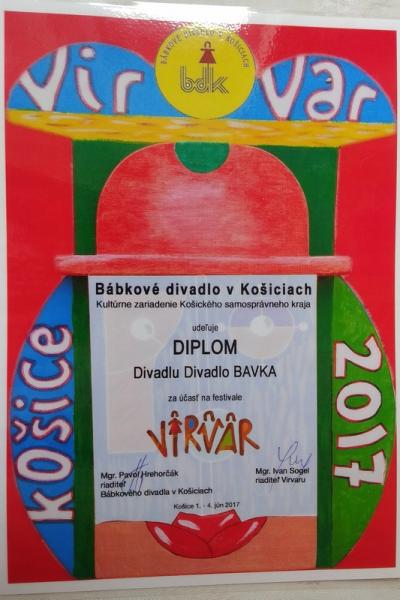 Vir Var
BÁBKOVÉ DIVADLO V KOŠICIACH
bdk
Bábkové divadlo v Košiciach
Kultúrne zariadenie Košického samosprávneho kraja
udeľuje
DIPLOM
Divadlu Divadlo BAVKA
za účasť na festivale
VÎRVÂR
Mgr. Pavol Hrehorčák
riaditeľ
Bábkového divadla v Košiciach
Mgr. Ivan Sogel
riaditeľ Virvaru
Košice 1. - 4. jún 2017
Košice
2017